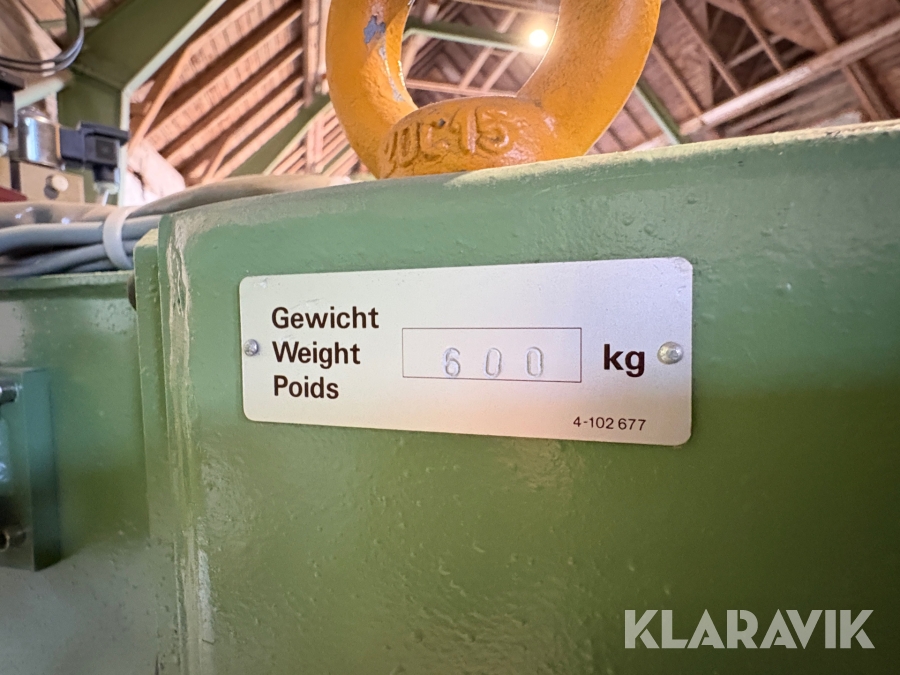 Gewicht
Weight
Poids
600
kg
4-102 677
KLARAVIK